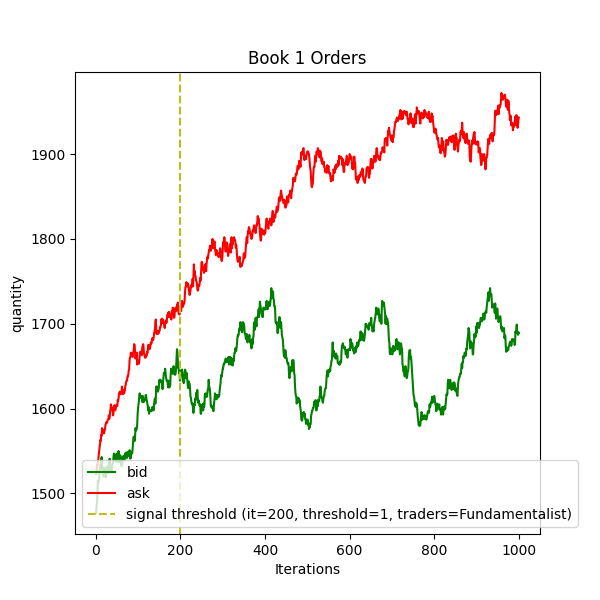 Book 1 Orders
quantity
1900
1800
1700
1600
1500
bid
ask
signal threshold (it=200, threshold=1, traders=Fundamentalist)
0 200 400 600 800 1000
Iterations